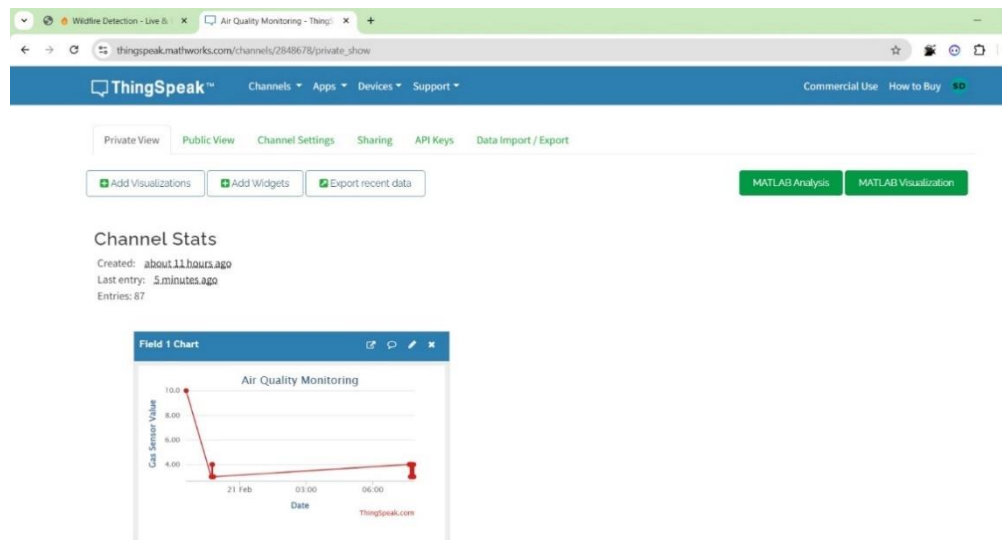 Wildfire Detection - Live &
Air Quality Monitoring - Thing
thingspeak.mathworks.com/channels/2848678/private_show
ThingSpeak™ Channels Apps Devices Support Commercial Use How to Buy SD
Private View Public View Channel Settings Sharing API Keys Data Import / Export
Add Visualizations Add Widgets Export recent data MATLAB Analysis MATLAB Visualization
Channel Stats
Created: about 11 hours ago
Last entry: 5 minutes ago
Entries: 87
Field 1 Chart
Air Quality Monitoring
Gas Sensor Value
10.0
8.00
6.00
4.00
21 Feb 03:00 06:00
Date
ThingSpeak.com